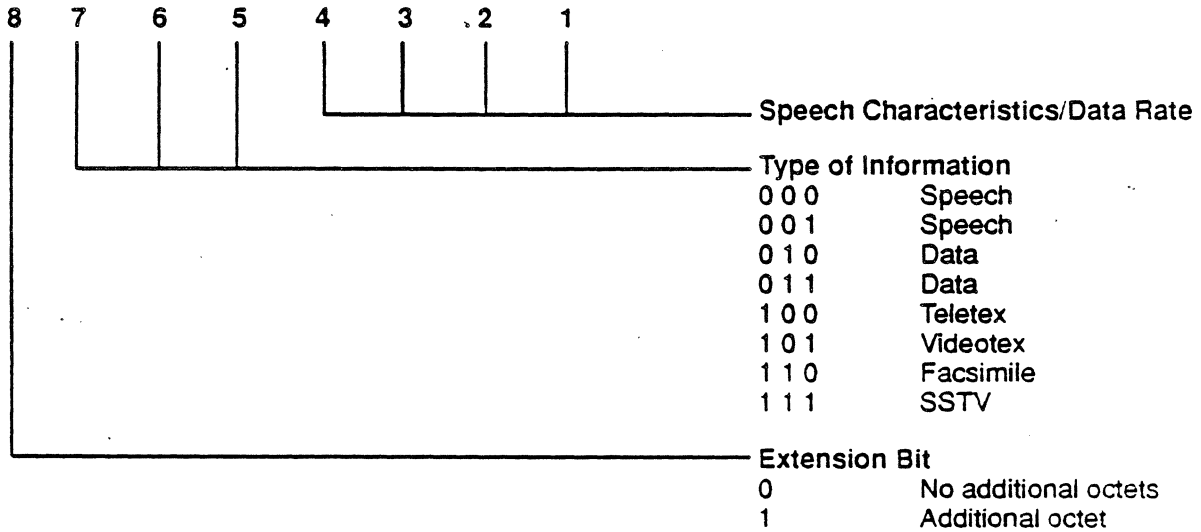 8 7 6 5 4 3 2 1
Speech Characteristics/Data Rate
Type of Information
0 0 0 Speech
0 0 1 Speech
0 1 0 Data
0 1 1 Data
1 0 0 Teletex
1 0 1 Videotex
1 1 0 Facsimile
1 1 1 SSTV
Extension Bit
0 No additional octets
1 Additional octet